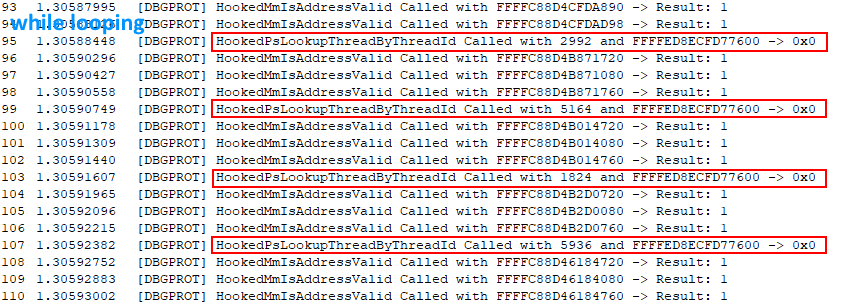 93 1.30587995 [DBGPROT] HookedMmIsAddressValid Called with FFFFC88D4CFDA890 -> Result: 1
while looping
[DBGPROT] HookedMmIsAddressValid Called with FFFFC88D4CFDAD98 -> Result: 1
95 1.30588448 [DBGPROT] HookedPsLookupThreadByThreadId Called with 2992 and FFFFED8ECFD77600 -> 0x0
96 1.30590296 [DBGPROT] HookedMmIsAddressValid Called with FFFFC88D4B871720 -> Result: 1
97 1.30590427 [DBGPROT] HookedMmIsAddressValid Called with FFFFC88D4B871080 -> Result: 1
98 1.30590558 [DBGPROT] HookedMmIsAddressValid Called with FFFFC88D4B871760 -> Result: 1
99 1.30590749 [DBGPROT] HookedPsLookupThreadByThreadId Called with 5164 and FFFFED8ECFD77600 -> 0x0
100 1.30591178 [DBGPROT] HookedMmIsAddressValid Called with FFFFC88D4B014720 -> Result: 1
101 1.30591309 [DBGPROT] HookedMmIsAddressValid Called with FFFFC88D4B014080 -> Result: 1
102 1.30591440 [DBGPROT] HookedMmIsAddressValid Called with FFFFC88D4B014760 -> Result: 1
103 1.30591607 [DBGPROT] HookedPsLookupThreadByThreadId Called with 1824 and FFFFED8ECFD77600 -> 0x0
104 1.30591965 [DBGPROT] HookedMmIsAddressValid Called with FFFFC88D4B2D0720 -> Result: 1
105 1.30592096 [DBGPROT] HookedMmIsAddressValid Called with FFFFC88D4B2D0080 -> Result: 1
106 1.30592215 [DBGPROT] HookedMmIsAddressValid Called with FFFFC88D4B2D0760 -> Result: 1
107 1.30592382 [DBGPROT] HookedPsLookupThreadByThreadId Called with 5936 and FFFFED8ECFD77600 -> 0x0
108 1.30592752 [DBGPROT] HookedMmIsAddressValid Called with FFFFC88D46184720 -> Result: 1
109 1.30592883 [DBGPROT] HookedMmIsAddressValid Called with FFFFC88D46184080 -> Result: 1
110 1.30593002 [DBGPROT] HookedMmIsAddressValid Called with FFFFC88D46184760 -> Result: 1